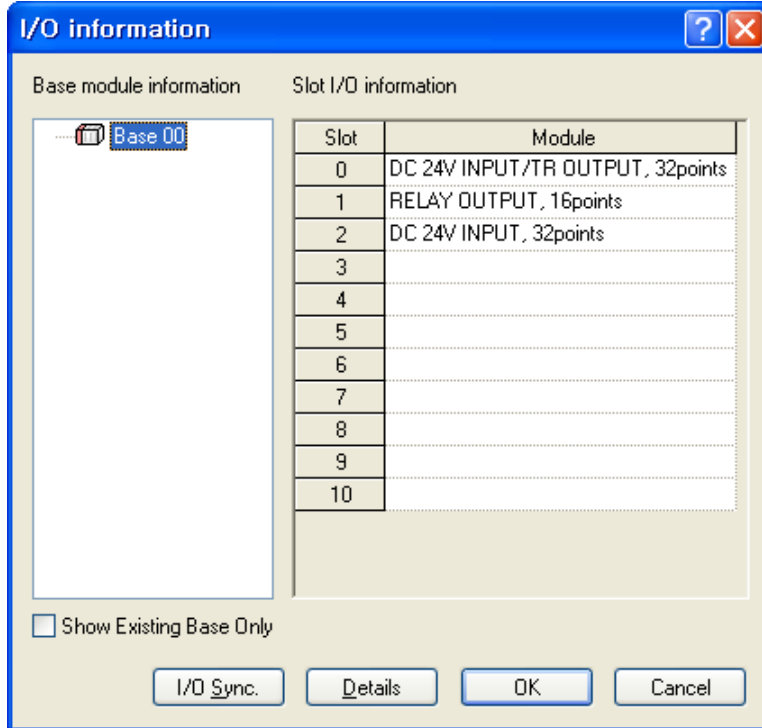 I/O information
Base module information
Slot I/O information
Base 00
Slot Module
0 DC 24V INPUT/TR OUTPUT, 32points
1 RELAY OUTPUT, 16points
2 DC 24V INPUT, 32points
3
4
5
6
7
8
9
10
Show Existing Base Only
I/O Sync. Details OK Cancel